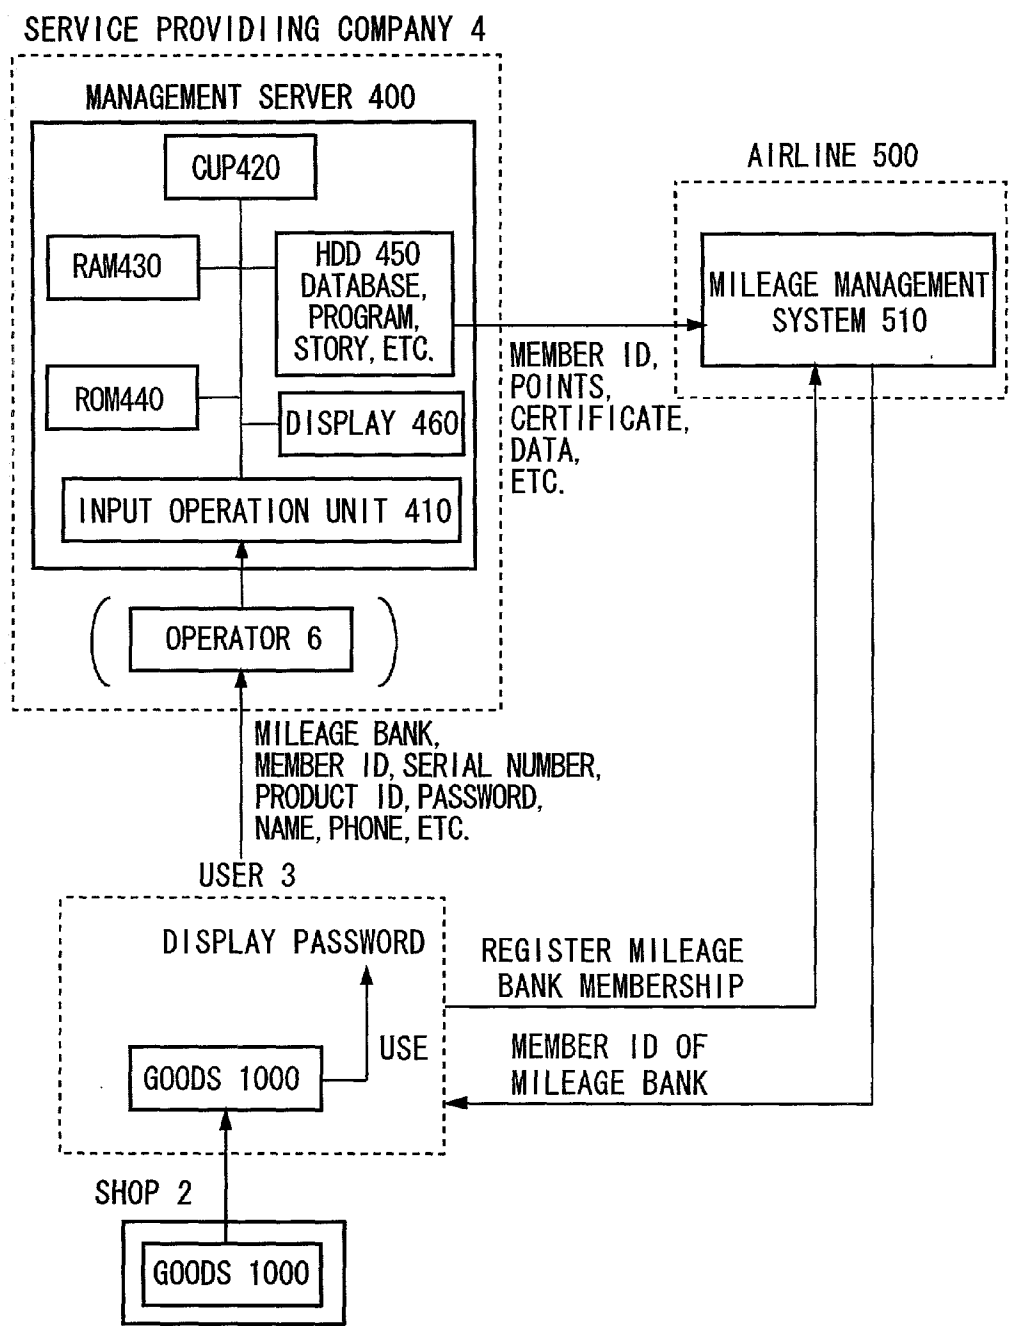 SERVICE PROVIDIING COMPANY 4
MANAGEMENT SERVER 400
CUP420
RAM430
HDD 450
DATABASE,
PROGRAM,
STORY, ETC.
ROM440
DISPLAY 460
INPUT OPERATION UNIT 410
OPERATOR 6
AIRLINE 500
MILEAGE MANAGEMENT
SYSTEM 510
MEMBER ID,
POINTS,
CERTIFICATE,
DATA,
ETC.
MILEAGE BANK,
MEMBER ID, SERIAL NUMBER,
PRODUCT ID, PASSWORD,
NAME, PHONE, ETC.
USER 3
DISPLAY PASSWORD
USE
GOODS 1000
REGISTER MILEAGE
BANK MEMBERSHIP
MEMBER ID OF
MILEAGE BANK
SHOP 2
GOODS 1000